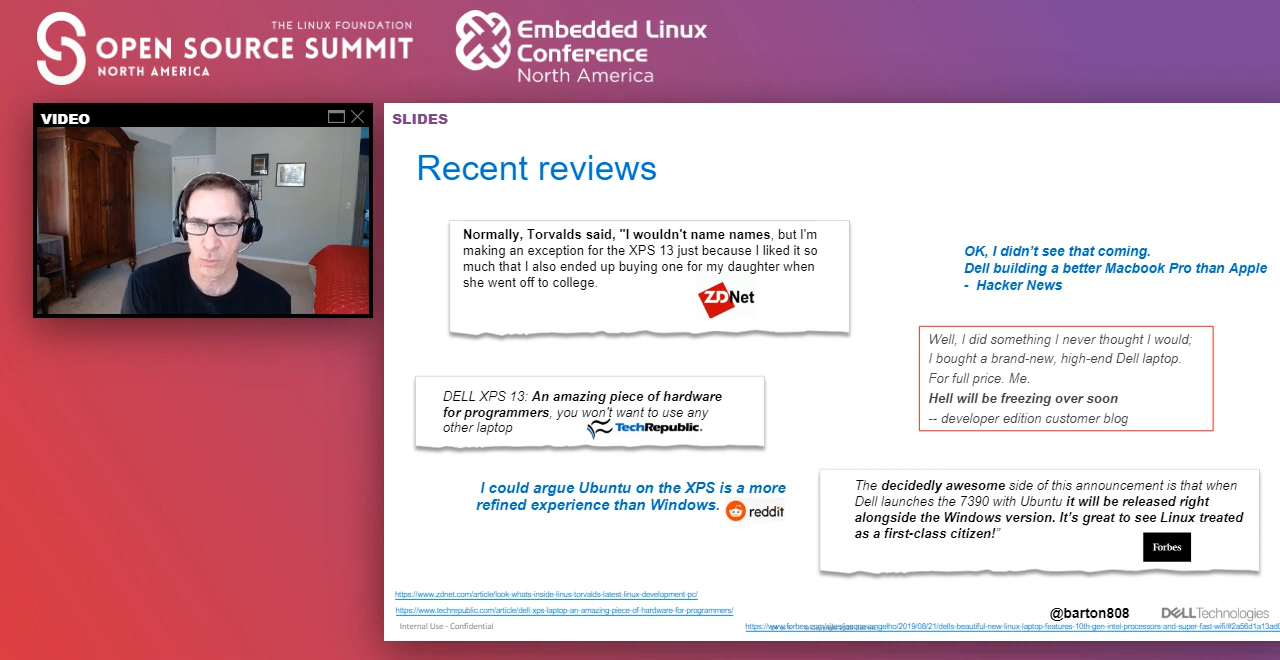 THE LINUX FOUNDATION
OPEN SOURCE SUMMIT
NORTH AMERICA
Embedded Linux
Conference
North America
VIDEO
SLIDES
Recent reviews
Normally, Torvalds said, "I wouldn't name names, but I'm
making an exception for the XPS 13 just because I liked it so
much that I also ended up buying one for my daughter when
she went off to college.
ZDNet
OK, I didn't see that coming.
Dell building a better Macbook Pro than Apple
- Hacker News
Well, I did something I never thought I would;
I bought a brand-new, high-end Dell laptop.
For full price. Me.
Hell will be freezing over soon
-- developer edition customer blog
DELL XPS 13: An amazing piece of hardware
for programmers, you won't want to use any
other laptop
TechRepublic.
I could argue Ubuntu on the XPS is a more
refined experience than Windows.
reddit
The decidedly awesome side of this announcement is that when
Dell launches the 7390 with Ubuntu it will be released right
alongside the Windows version. It's great to see Linux treated
as a first-class citizen!"
Forbes
https://www.zdnet.com/article/look-whats-inside-linus-torvalds-latest-linux-development-pc/
https://www.techrepublic.com/article/dell-xps-laptop-an-amazing-piece-of-hardware-for-programmers/
@barton808
DELLTechnologies
Internal Use - Confidential